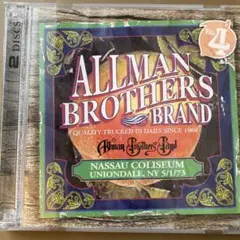 2 DISCS
No. 4
ALLMAN
BROTHERS
BRAND
QUALITY TRUCKED IN DAILY SINCE 1969
Allman Brothers Band
NASSAU COLISEUM
UNIONDALE, NY 5/1/73